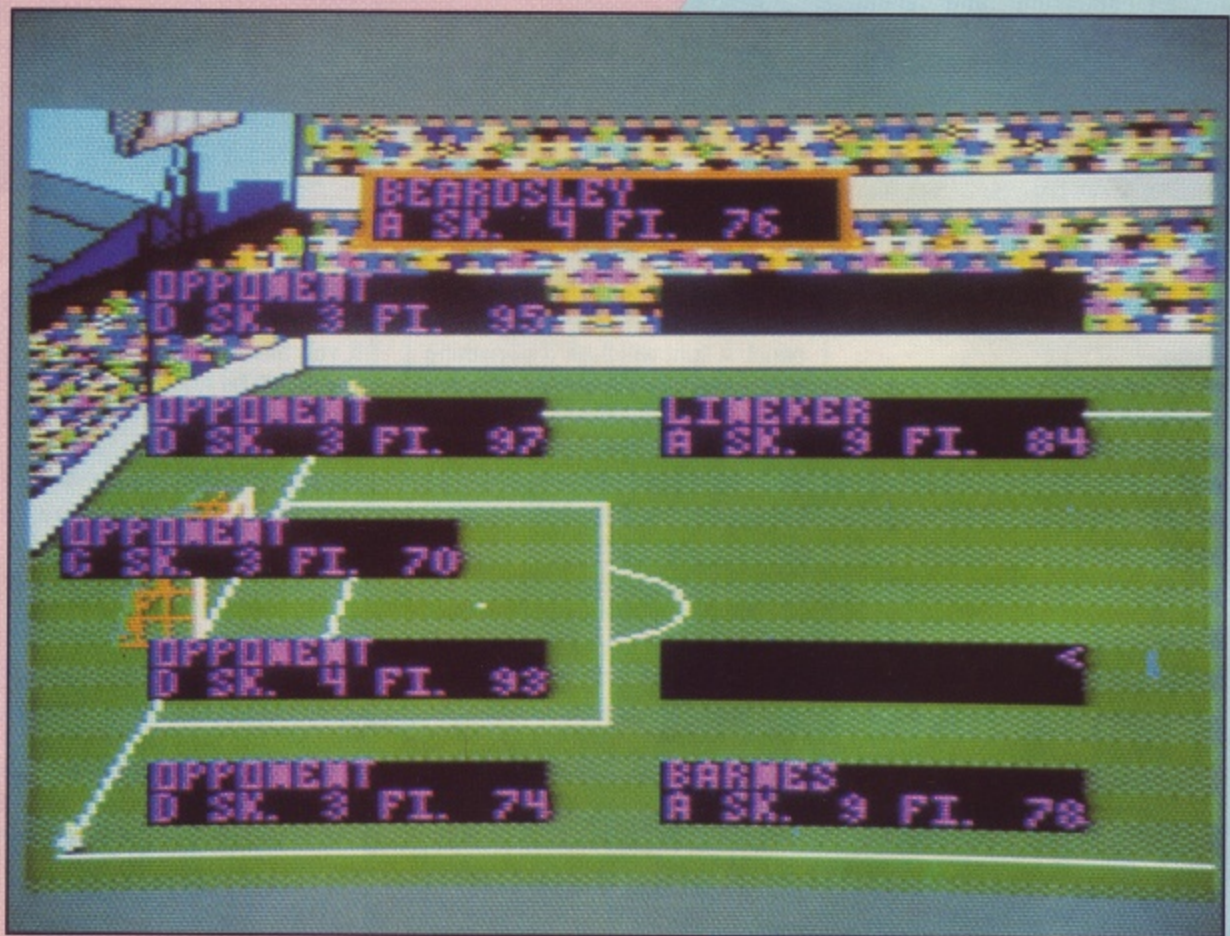 BEARDSLEY
A SK. 4 FI. 76
OPPONENT
D SK. 3 FI. 95
OPPONENT
D SK. 3 FI. 97
LINEKER
A SK. 9 FI. 84
OPPONENT
G SK. 3 FI. 70
OPPONENT
D SK. 4 FI. 93
<
OPPONENT
D SK. 3 FI. 74
BARNES
A SK. 9 FI. 78